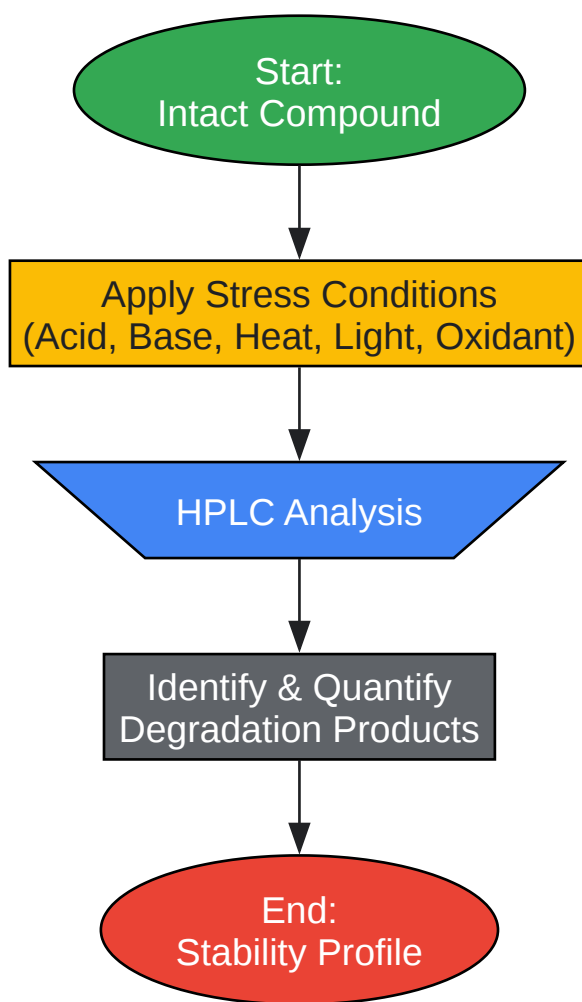 Start:
Intact Compound
Apply Stress Conditions
(Acid, Base, Heat, Light, Oxidant)
HPLC Analysis
Identify & Quantify
Degradation Products
End:
Stability Profile